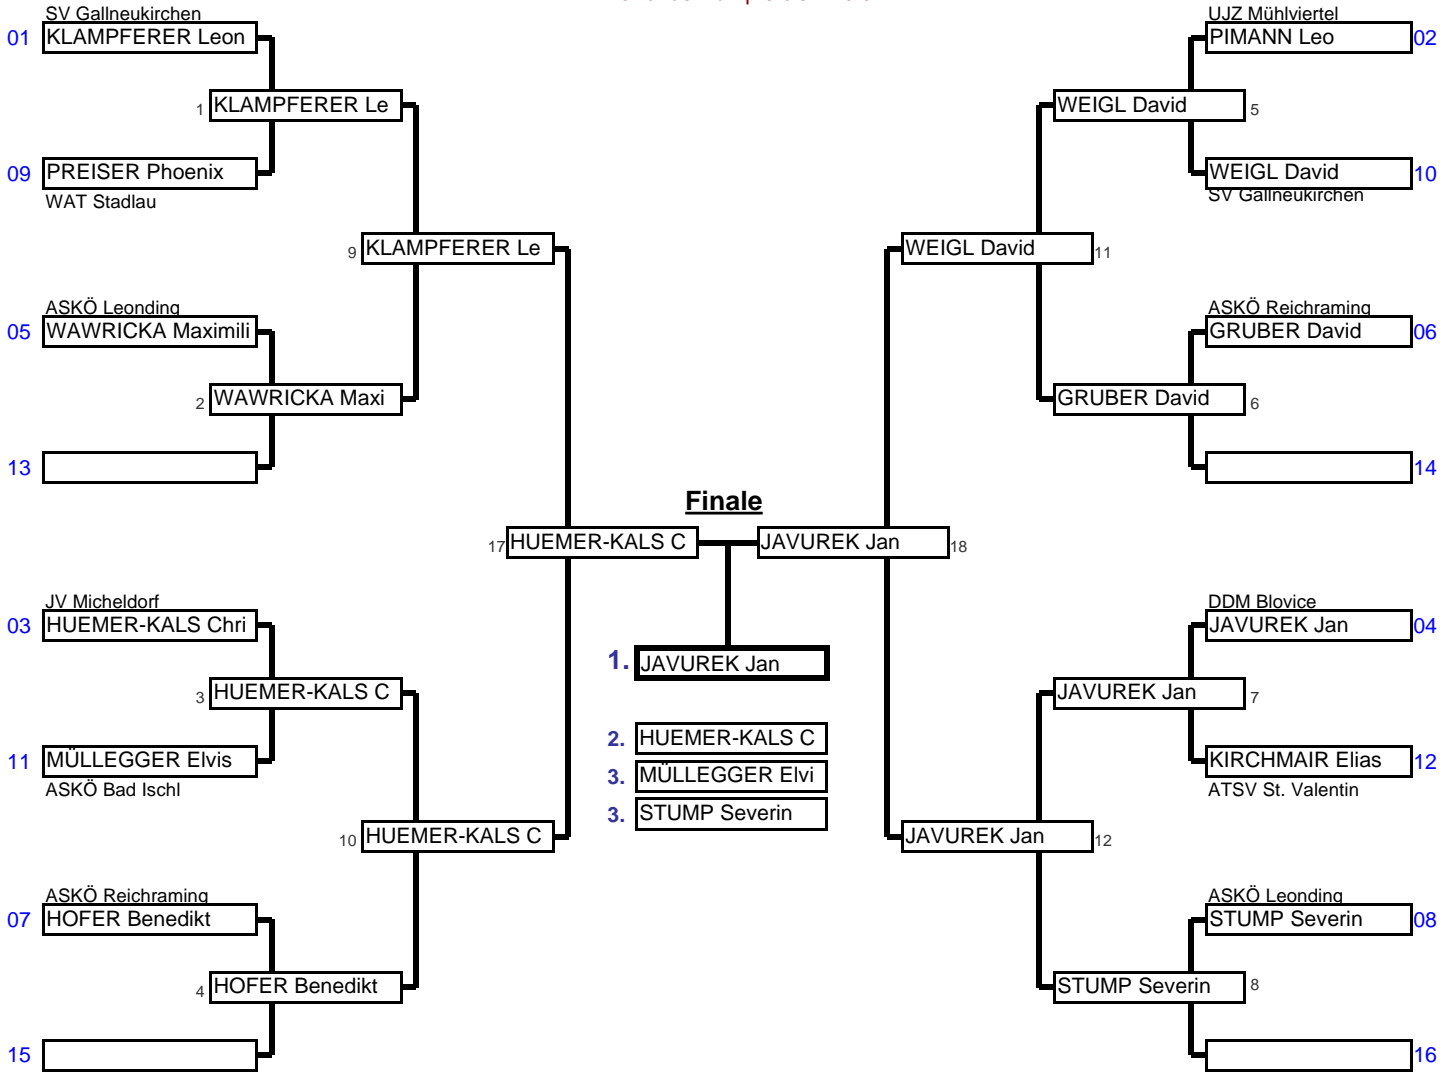 SV Gallneukirchen
01 KLAMPFERER Leon
1 KLAMPFERER Le
09 PREISER Phoenix
WAT Stadlau
9 KLAMPFERER Le
ASKÖ Leonding
05 WAWRICKA Maximili
2 WAWRICKA Maxi
13
17 HUEMER-KALS C
JV Micheldorf
03 HUEMER-KALS Chri
3 HUEMER-KALS C
11 MÜLLEGGER Elvis
ASKÖ Bad Ischl
10 HUEMER-KALS C
ASKÖ Reichraming
07 HOFER Benedikt
4 HOFER Benedikt
15
Finale
1. JAVUREK Jan
2. HUEMER-KALS C
3. MÜLLEGGER Elvi
3. STUMP Severin
UJZ Mühlviertel
PIMANN Leo 02
WEIGL David 5
WEIGL David 10
SV Gallneukirchen
WEIGL David 11
ASKÖ Reichraming
GRUBER David 06
GRUBER David 6
14
JAVUREK Jan 18
DDM Blovice
JAVUREK Jan 04
JAVUREK Jan 7
KIRCHMAIR Elias 12
ATSV St. Valentin
JAVUREK Jan 12
ASKÖ Leonding
STUMP Severin 08
STUMP Severin 8
16